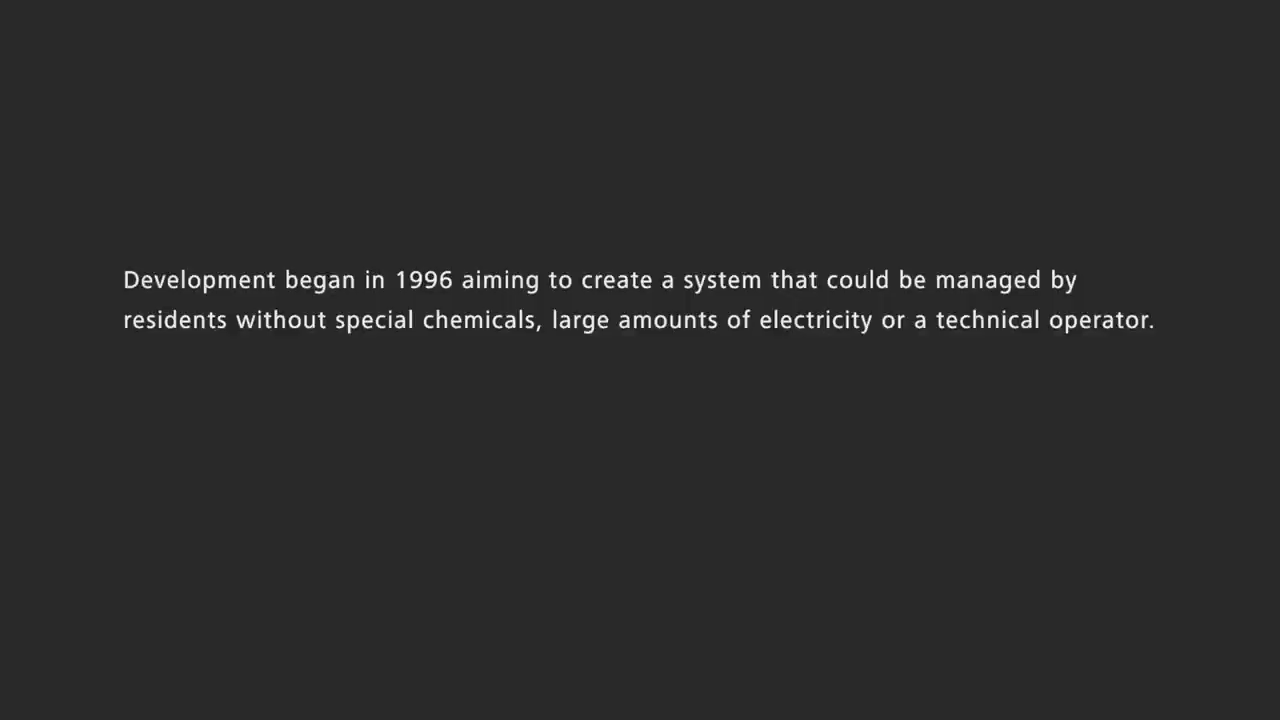 Development began in 1996 aiming to create a system that could be managed by
residents without special chemicals, large amounts of electricity or a technical operator.